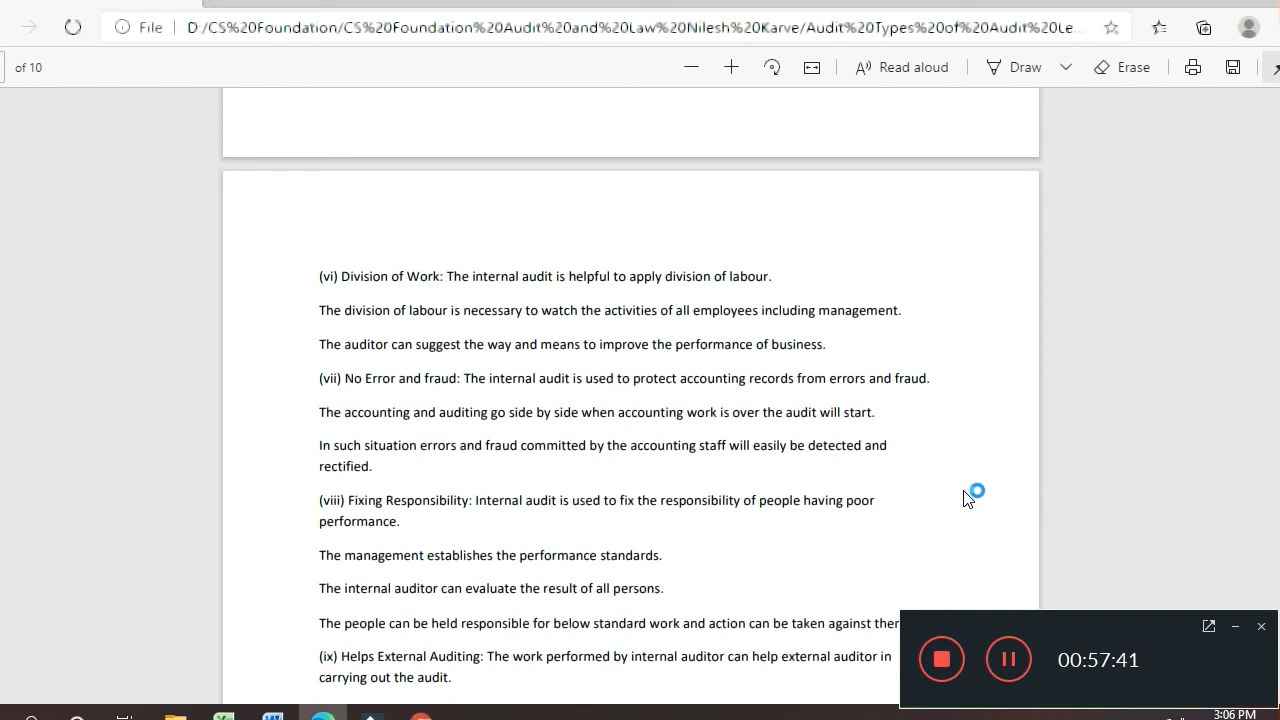 File
D:/CS%20Foundation/CS%20Foundation%20Audit%20and%20Law%20Nilesh%20Karve/Audit%20Types%20of%20Audit%20Le...
of 10
Read aloud
Draw
Erase
(vi) Division of Work: The internal audit is helpful to apply division of labour.
The division of labour is necessary to watch the activities of all employees including management.
The auditor can suggest the way and means to improve the performance of business.
(vii) No Error and fraud: The internal audit is used to protect accounting records from errors and fraud.
The accounting and auditing go side by side when accounting work is over the audit will start.
In such situation errors and fraud committed by the accounting staff will easily be detected and
rectified.
(viii) Fixing Responsibility: Internal audit is used to fix the responsibility of people having poor
performance.
The management establishes the performance standards.
The internal auditor can evaluate the result of all persons.
The people can be held responsible for below standard work and action can be taken against
(ix) Helps External Auditing: The work performed by internal auditor can help external auditor in
carrying out the audit.
00:57:41
3:06 PM